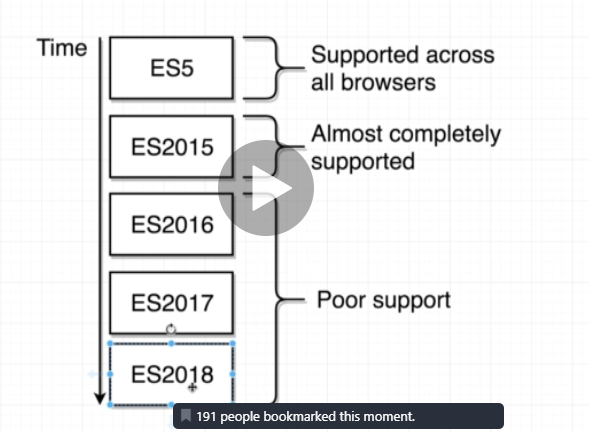 Time
ES5
Supported across
all browsers
ES2015
Almost completely
supported
ES2016
ES2017
Poor support
ES2018
191 people bookmarked this moment.